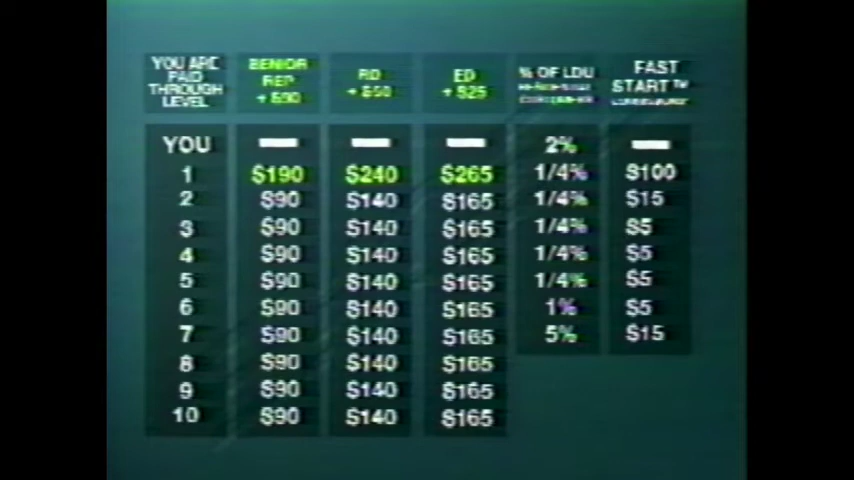 YOU ARE
PAID
THROUGH
LEVEL
SENIOR
REP
+ $90
RD
+ $50
ED
+ $25
% OF LDU
FAST
START™
YOU — — — 2% —
1 $190 $240 $265 1/4% $100
2 $90 $140 $165 1/4% $15
3 $90 $140 $165 1/4% $5
4 $90 $140 $165 1/4% $5
5 $90 $140 $165 1/4% $5
6 $90 $140 $165 1% $5
7 $90 $140 $165 5% $15
8 $90 $140 $165
9 $90 $140 $165
10 $90 $140 $165